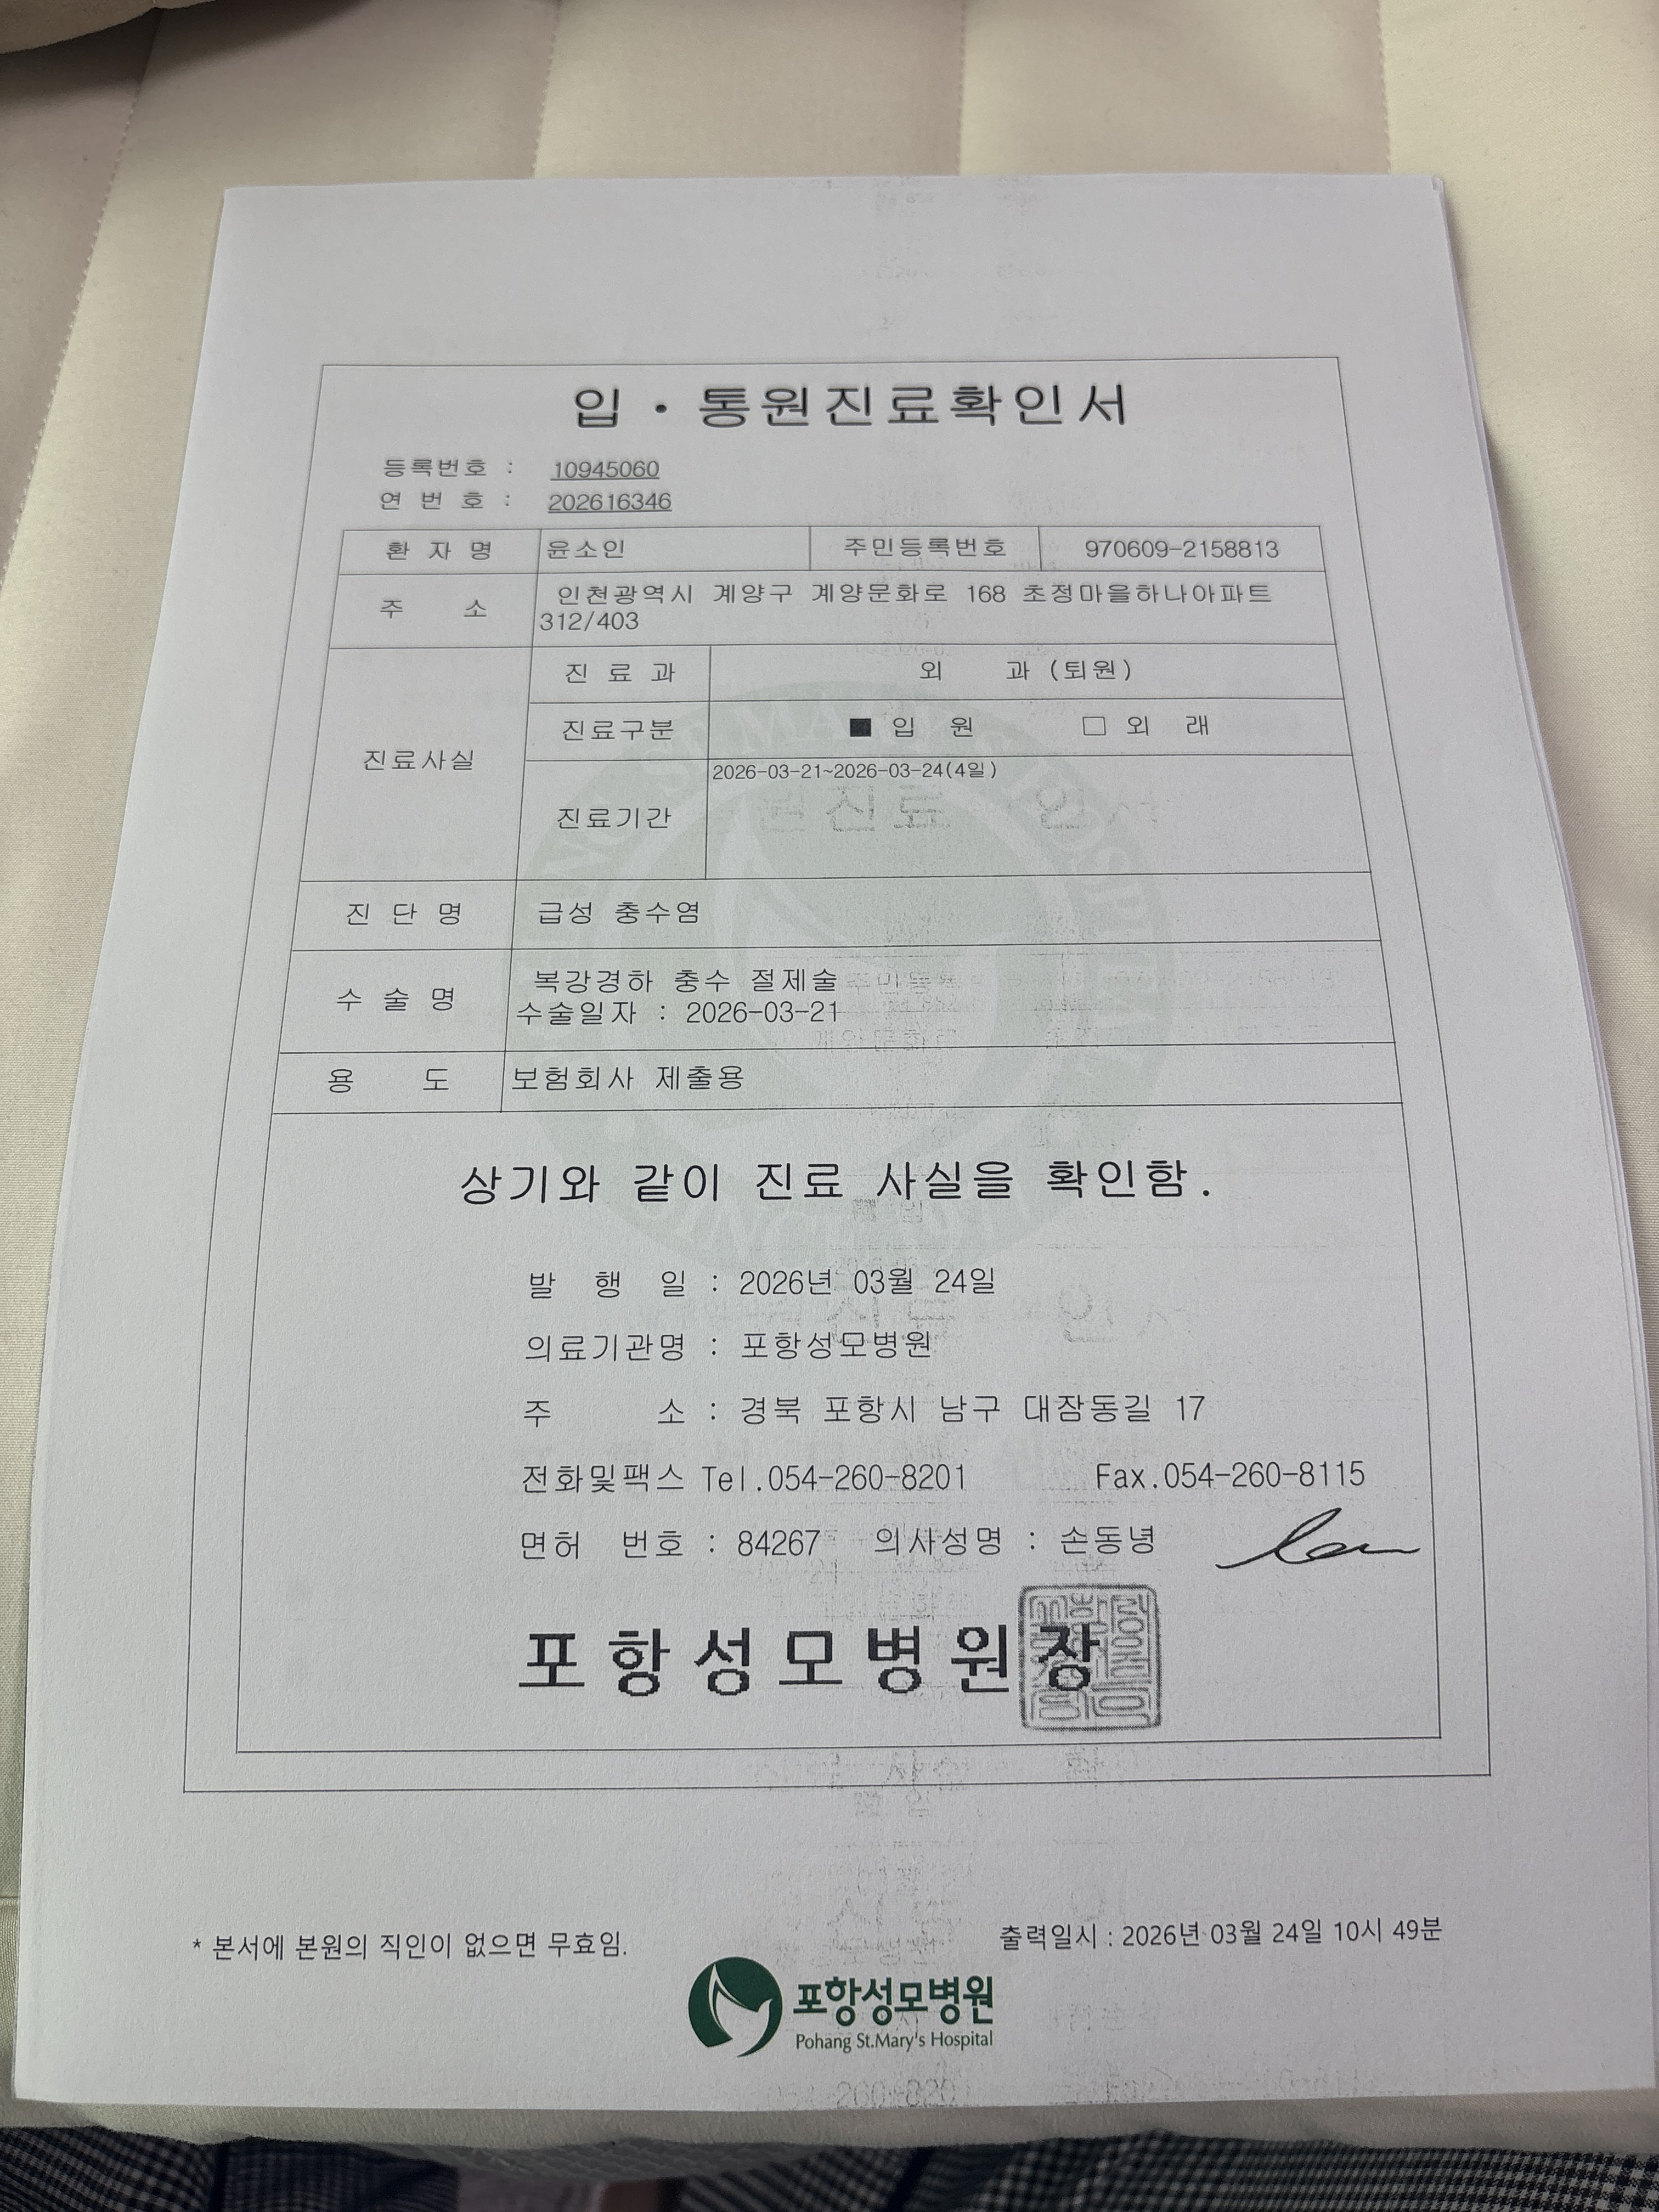 입 · 통원진료확인서
등록번호 : 10945060
연 번 호 : 202616346
환 자 명 윤소인 주민등록번호 970609-2158813
주 소 인천광역시 계양구 계양문화로 168 초정마을하나아파트
312/403
진료사실
진 료 과 외 과 (퇴원)
진료구분 ■ 입 원 □ 외 래
진료기간 2026-03-21~2026-03-24(4일)
진 단 명 급성 충수염
수 술 명 복강경하 충수 절제술
수술일자 : 2026-03-21
용 도 보험회사 제출용
상기와 같이 진료 사실을 확인함.
발 행 일 : 2026년 03월 24일
의료기관명 : 포항성모병원
주 소 : 경북 포항시 남구 대잠동길 17
전화및팩스 Tel.054-260-8201 Fax.054-260-8115
면허 번호 : 84267 의사성명 : 손동녕
포항성모병원장
* 본서에 본원의 직인이 없으면 무효임.
출력일시 : 2026년 03월 24일 10시 49분
포항성모병원
Pohang St.Mary's Hospital